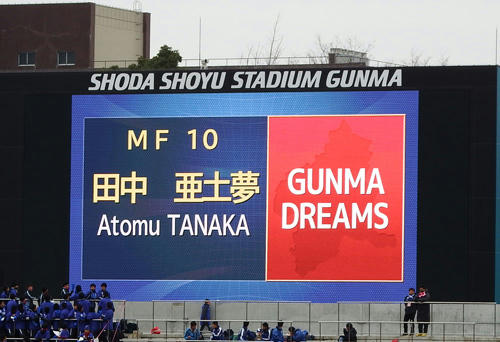 SHODA SHOYU STADIUM GUNMA
MF 10
田中 亜土夢
Atomu TANAKA
GUNMA
DREAMS